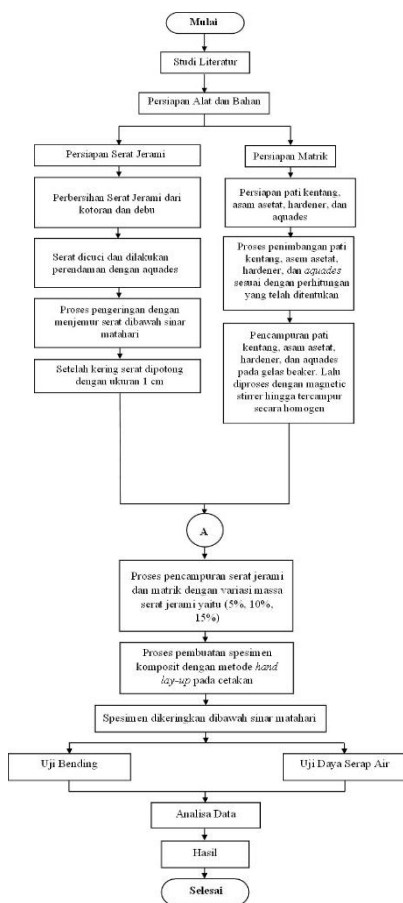 Mulai
Studi Literatur
Persiapan Alat dan Bahan
Persiapan Serat Jerami
Perbersihan Serat Jerami dari
kotoran dan debu
Serat dicuci dan dilakukan
perendaman dengan aquades
Proses pengeringan dengan
menjemur serat dibawah sinar
matahari
Setelah kering serat dipotong
dengan ukuran 1 cm
Persiapan Matrik
Persiapan pati kentang,
asam asetat, hardener, dan
aquades
Proses penimbangan pati
kentang, asem asetat,
hardener, dan aquades
sesuai dengan perhitungan
yang telah ditentukan
Pencampuran pati
kentang, asam asetat,
hardener, dan aquades
pada gelas beaker. Lalu
diproses dengan magnetic
stirrer hingga tercampur
secara homogen
A
Proses pencampuran serat jerami
dan matrik dengan variasi massa
serat jerami yaitu (5%, 10%,
15%)
Proses pembuatan spesimen
komposit dengan metode hand
lay-up pada cetakan
Spesimen dikeringkan dibawah sinar matahari
Uji Bending
Uji Daya Serap Air
Analisa Data
Hasil
Selesai